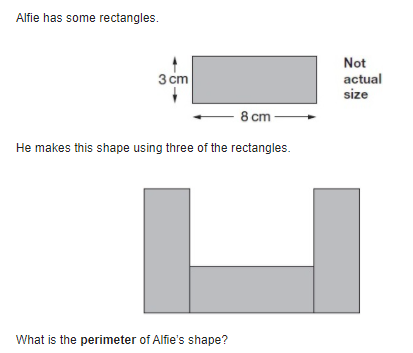 Alfie has some rectangles.
3 cm
Not
actual
size
8 cm
He makes this shape using three of the rectangles.
What is the perimeter of Alfie's shape?